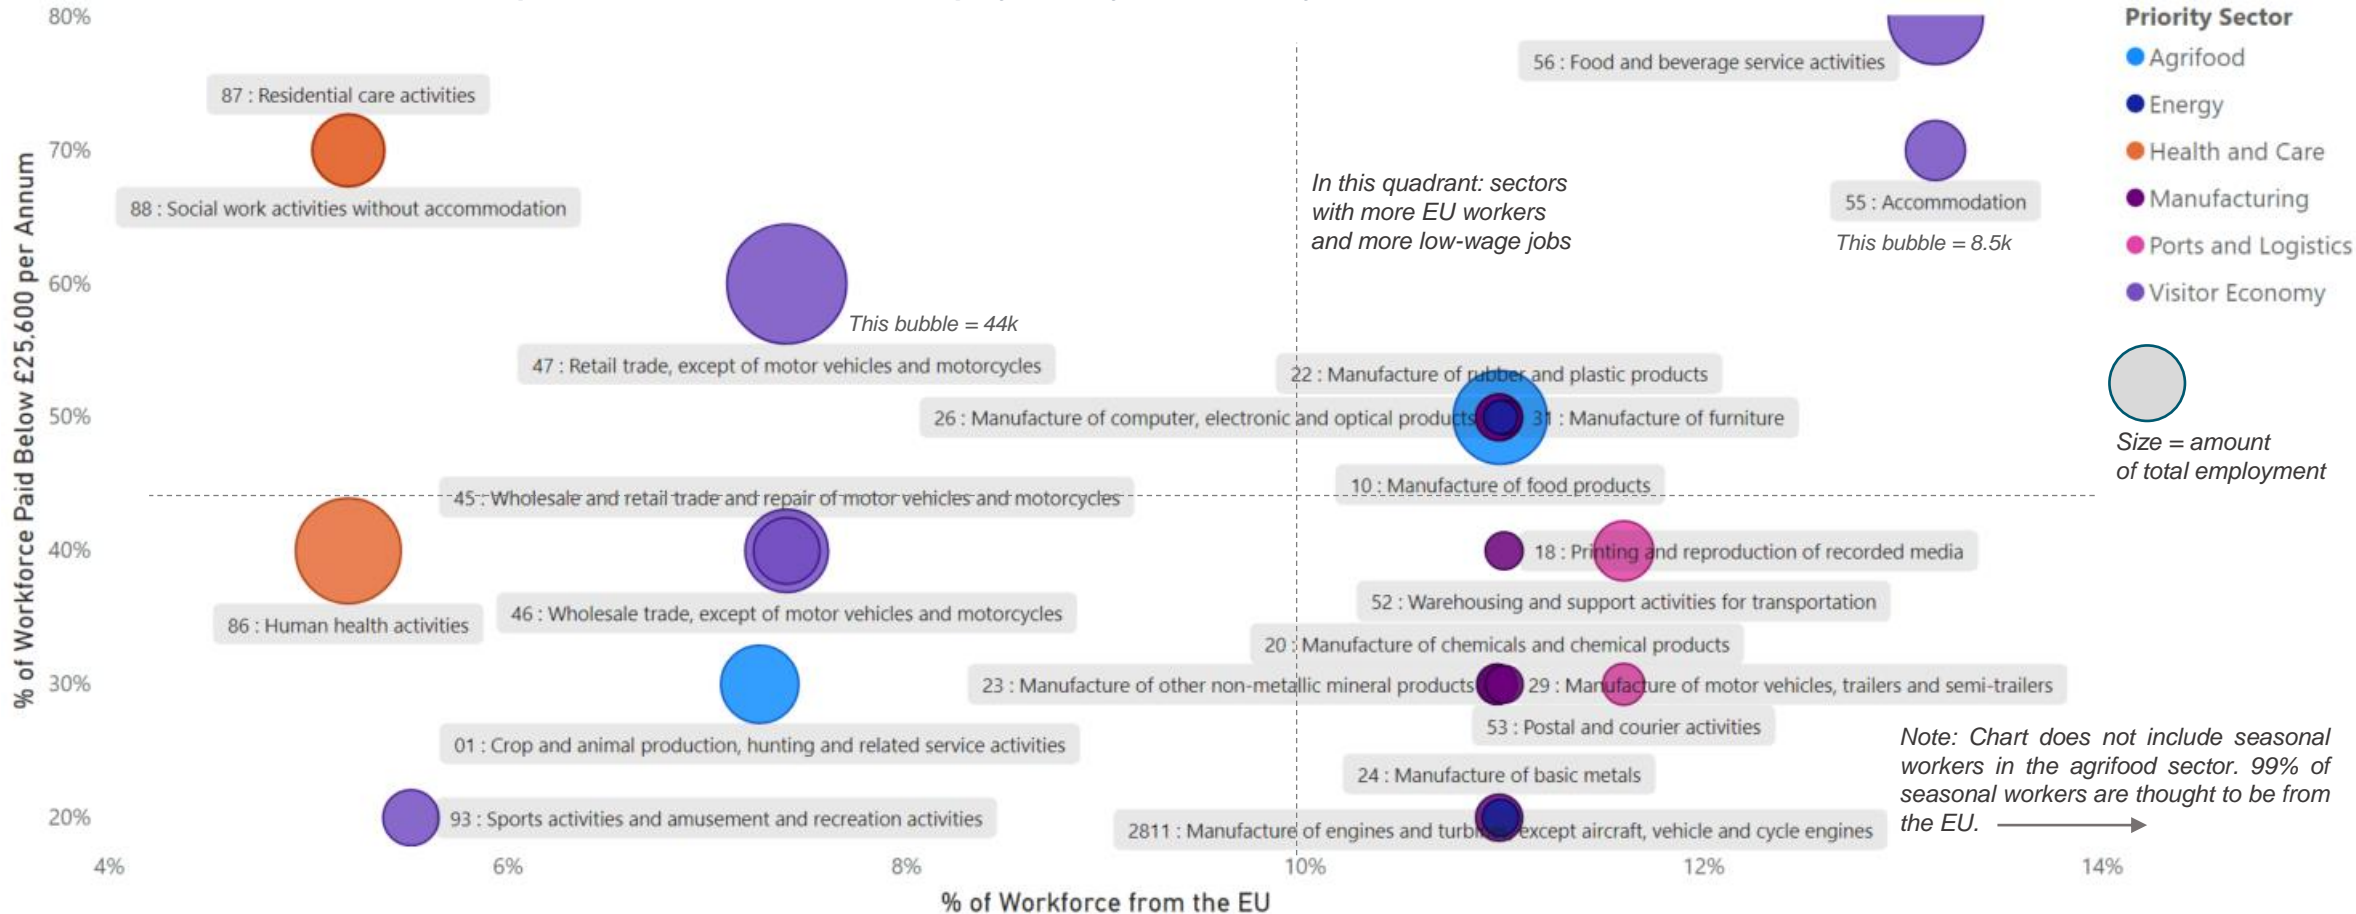 80%
70%
60%
50%
40%
30%
20%
% of Workforce Paid Below £25,600 per Annum
4%
6%
8%
10%
12%
14%
% of Workforce from the EU
87 : Residential care activities
88 : Social work activities without accommodation
This bubble = 44k
47 : Retail trade, except of motor vehicles and motorcycles
45 : Wholesale and retail trade and repair of motor vehicles and motorcycles
46 : Wholesale trade, except of motor vehicles and motorcycles
86 : Human health activities
01 : Crop and animal production, hunting and related service activities
93 : Sports activities and amusement and recreation activities
56 : Food and beverage service activities
In this quadrant: sectors
with more EU workers
and more low-wage jobs
55 : Accommodation
This bubble = 8.5k
22 : Manufacture of rubber and plastic products
26 : Manufacture of computer, electronic and optical products
31 : Manufacture of furniture
10 : Manufacture of food products
18 : Printing and reproduction of recorded media
52 : Warehousing and support activities for transportation
20 : Manufacture of chemicals and chemical products
23 : Manufacture of other non-metallic mineral products
29 : Manufacture of motor vehicles, trailers and semi-trailers
53 : Postal and courier activities
24 : Manufacture of basic metals
2811 : Manufacture of engines and except aircraft, vehicle and cycle engines
Priority Sector
Agrifood
Energy
Health and Care
Manufacturing
Ports and Logistics
Visitor Economy
Size = amount
of total employment
Note: Chart does not include seasonal
workers in the agrifood sector. 99% of
seasonal workers are thought to be from
the EU.